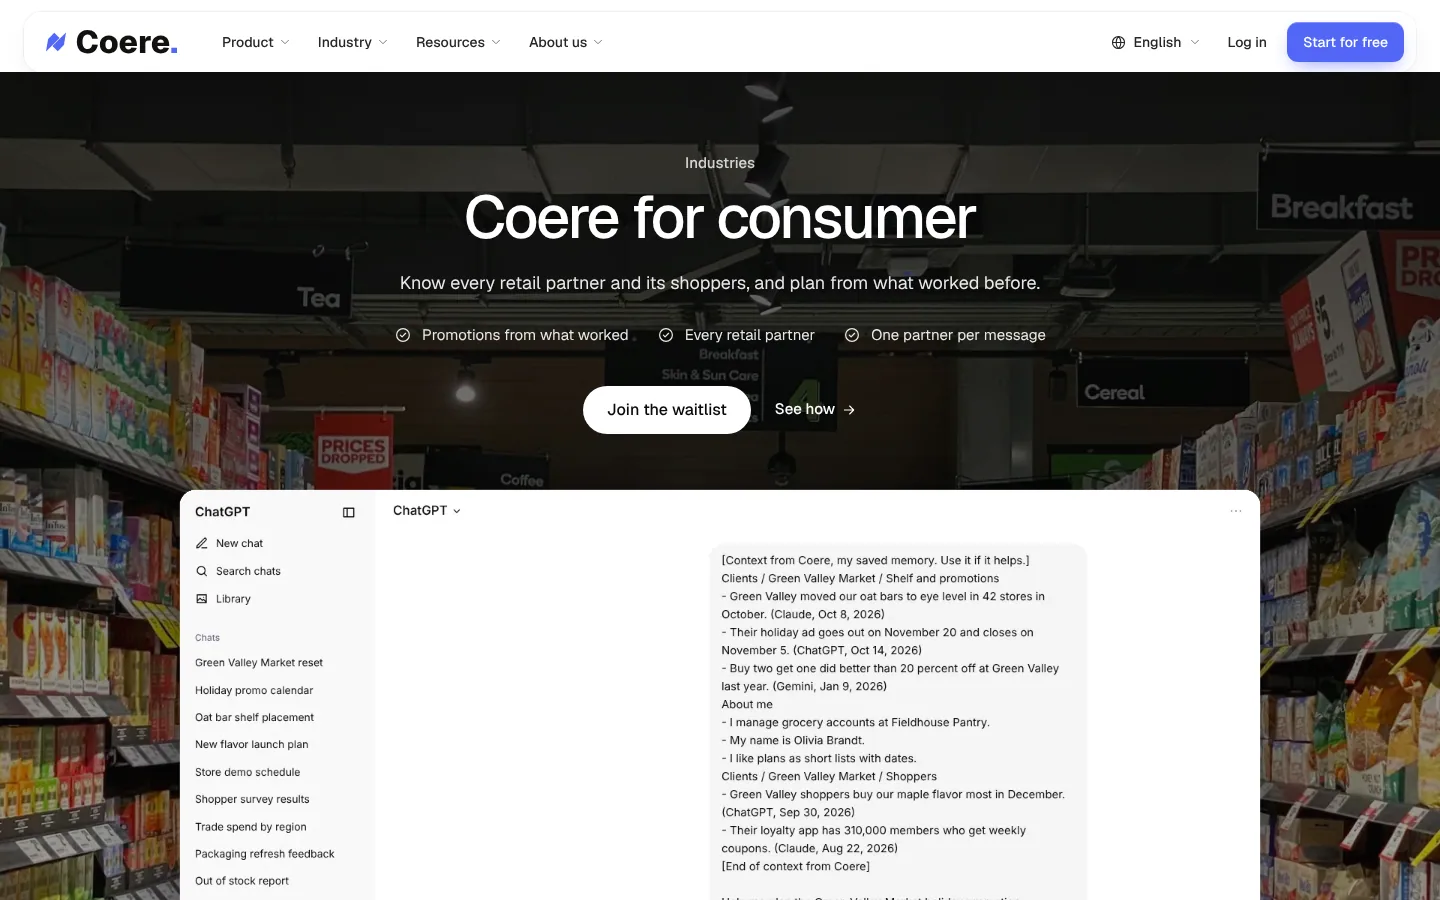 Coere.
Product
Industry
Resources
About us
English
Log in
Start for free
Industries
Coere for consumer
Know every retail partner and its shoppers, and plan from what worked before.
Promotions from what worked
Every retail partner
One partner per message
Join the waitlist
See how
Breakfast
Tea
Breakfast
Skin & Sun Care
4
Cereal
PRICES
DROPPED
Coffee
ChatGPT
New chat
Search chats
Library
Chats
Green Valley Market reset
Holiday promo calendar
Oat bar shelf placement
New flavor launch plan
Store demo schedule
Shopper survey results
Trade spend by region
Packaging refresh feedback
Out of stock report
ChatGPT
[Context from Coere, my saved memory. Use it if it helps.]
Clients / Green Valley Market / Shelf and promotions
- Green Valley moved our oat bars to eye level in 42 stores in
October. (Claude, Oct 8, 2026)
- Their holiday ad goes out on November 20 and closes on
November 5. (ChatGPT, Oct 14, 2026)
- Buy two get one did better than 20 percent off at Green Valley
last year. (Gemini, Jan 9, 2026)
About me
- I manage grocery accounts at Fieldhouse Pantry.
- My name is Olivia Brandt.
- I like plans as short lists with dates.
Clients / Green Valley Market / Shoppers
- Green Valley shoppers buy our maple flavor most in December.
(ChatGPT, Sep 30, 2026)
- Their loyalty app has 310,000 members who get weekly
coupons. (Claude, Aug 22, 2026)
[End of context from Coere]